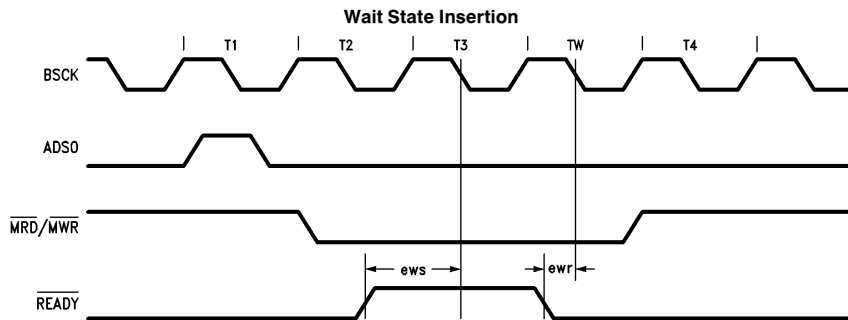 Wait State Insertion
T1 T2 T3 TW T4
BSCK
ADS0
MRD/MWR
ews
ewr
READY